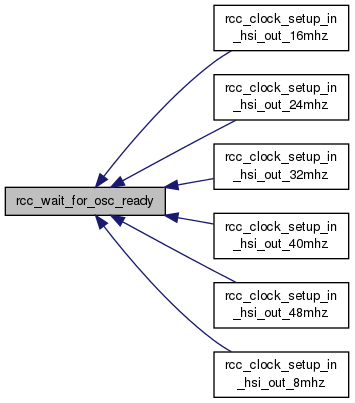 rcc_clock_setup_in
_hsi_out_16mhz
rcc_clock_setup_in
_hsi_out_24mhz
rcc_clock_setup_in
_hsi_out_32mhz
rcc_wait_for_osc_ready
rcc_clock_setup_in
_hsi_out_40mhz
rcc_clock_setup_in
_hsi_out_48mhz
rcc_clock_setup_in
_hsi_out_8mhz